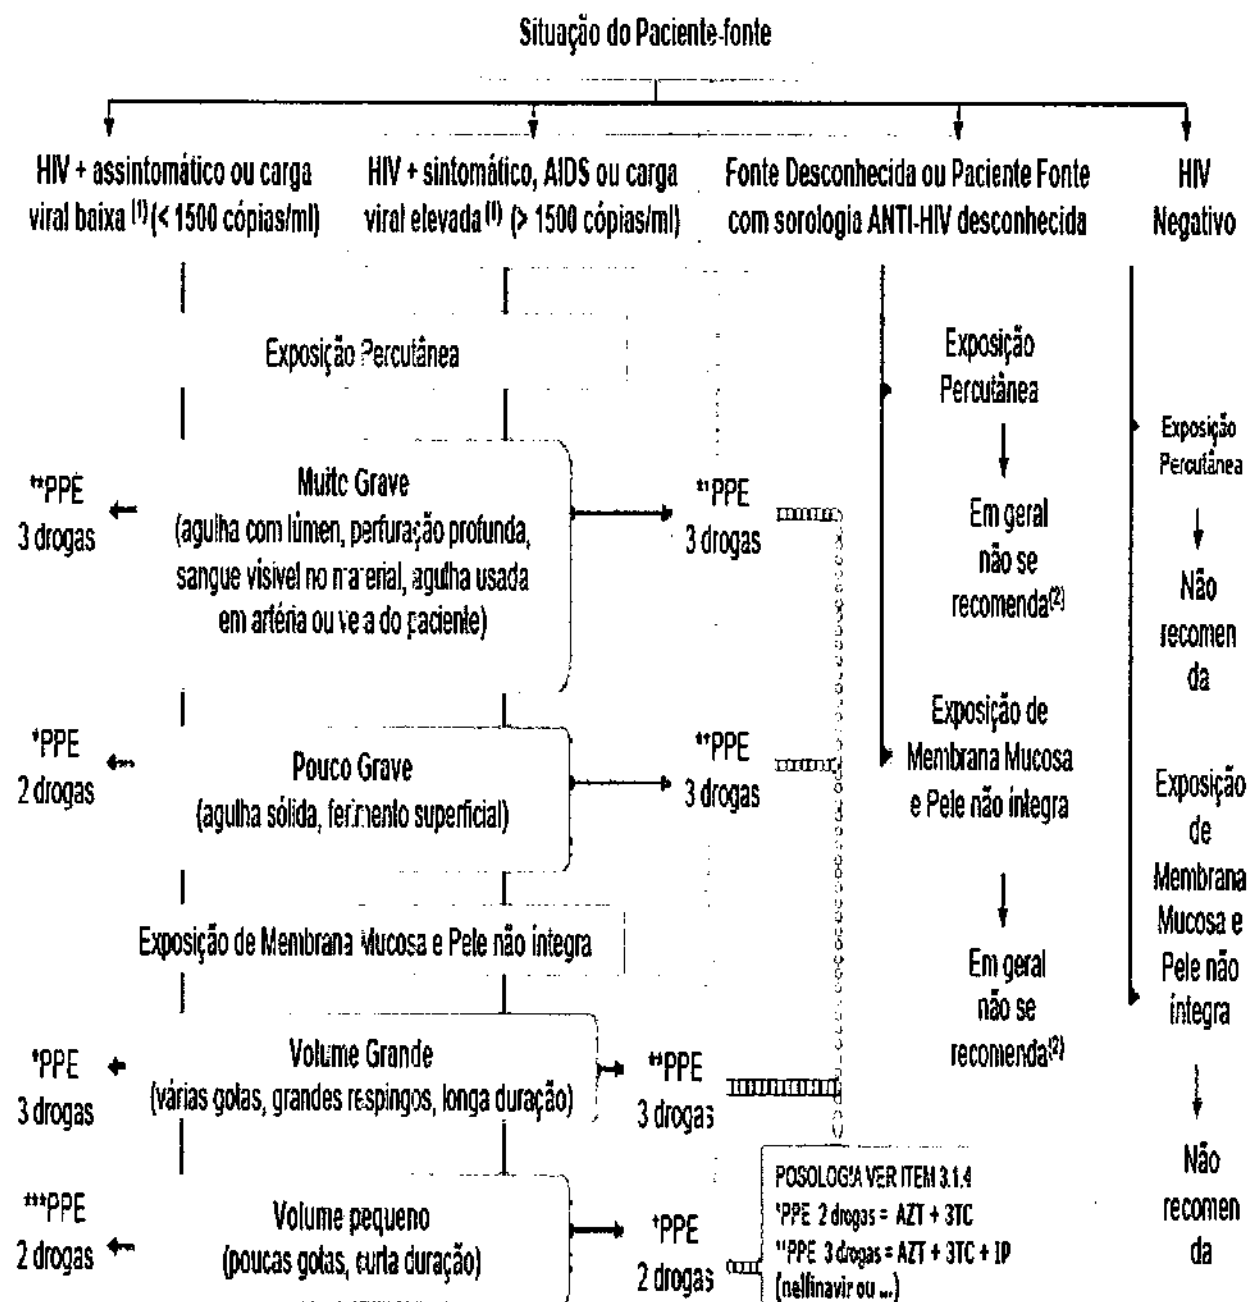 Situação do Paciente-fonte
HIV + assintomático ou carga
viral baixa (1) (< 1500 cópias/ml)
HIV + sintomático, AIDS ou carga
viral elevada (1) (> 1500 cópias/ml)
Fonte Desconhecida ou Paciente Fonte
com sorologia ANTI-HIV desconhecida
HIV
Negativo
Exposição Percutânea
**PPE
3 drogas
Muito Grave
(agulha com lúmen, perfuração profunda,
sangue visível no material, agulha usada
em artéria ou veia do paciente)
**PPE
3 drogas
*PPE
2 drogas
Pouco Grave
(agulha sólida, ferimento superficial)
**PPE
3 drogas
Exposição de Membrana Mucosa e Pele não íntegra
*PPE
3 drogas
Volume Grande
(várias gotas, grandes respingos, longa duração)
**PPE
3 drogas
***PPE
2 drogas
Volume pequeno
(poucas gotas, curta duração)
*PPE
2 drogas
Exposição
Percutânea
Em geral
não se
recomenda(2)
Exposição de
Membrana Mucosa
e Pele não íntegra
Em geral
não se
recomenda(2)
Exposição
Percutânea
Não
recomen
da
Exposição
de
Membrana
Mucosa e
Pele não
íntegra
Não
recomen
da
POSOLOGIA VER ITEM 3.1.4
*PPE 2 drogas = AZT + 3TC
**PPE 3 drogas = AZT + 3TC + IP
(nelfinavir ou ...)